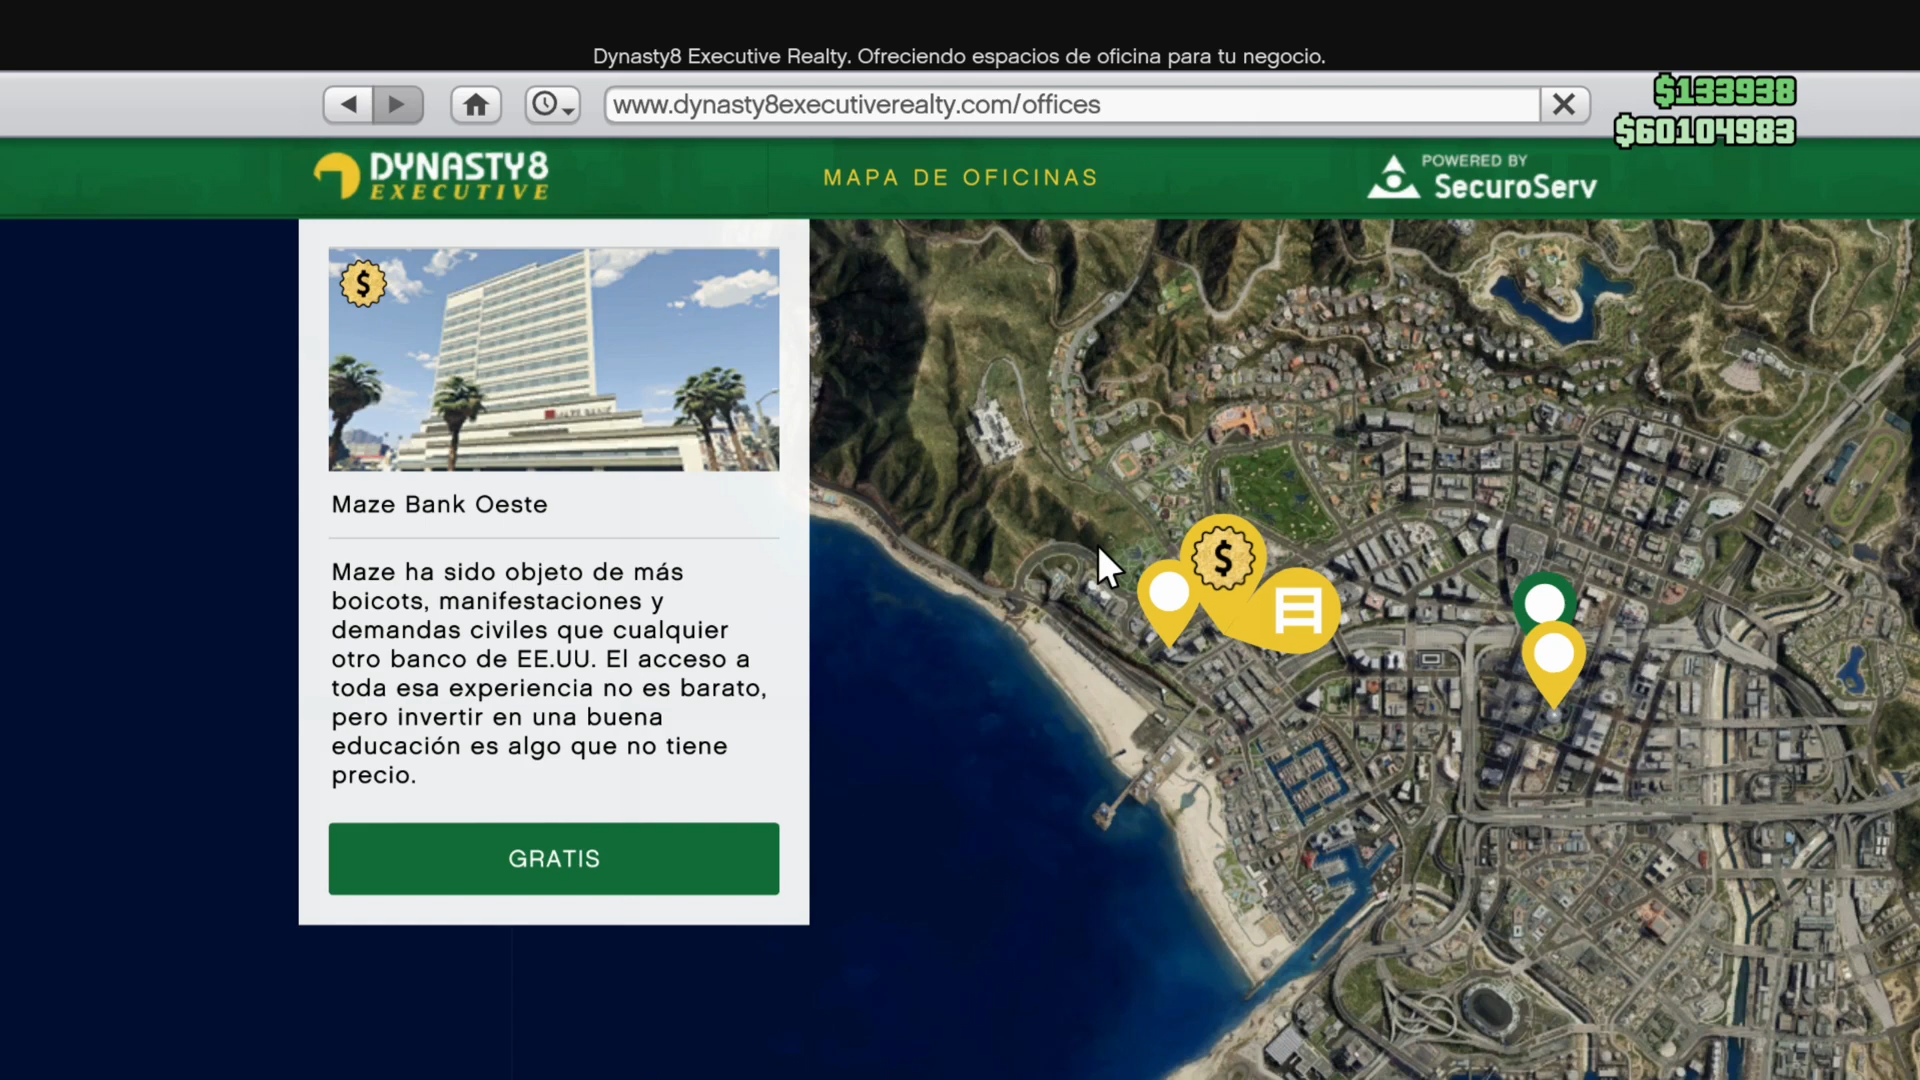 Dynasty8 Executive Realty. Ofreciendo espacios de oficina para tu negocio.
www.dynasty8executiverealty.com/offices
$133938
$60104983
DYNASTY8
EXECUTIVE
MAPA DE OFICINAS
POWERED BY
SecuroServ
$
MAZE BANK
Maze Bank Oeste
Maze ha sido objeto de más
boicots, manifestaciones y
demandas civiles que cualquier
otro banco de EE.UU. El acceso a
toda esa experiencia no es barato,
pero invertir en una buena
educación es algo que no tiene
precio.
GRATIS
$